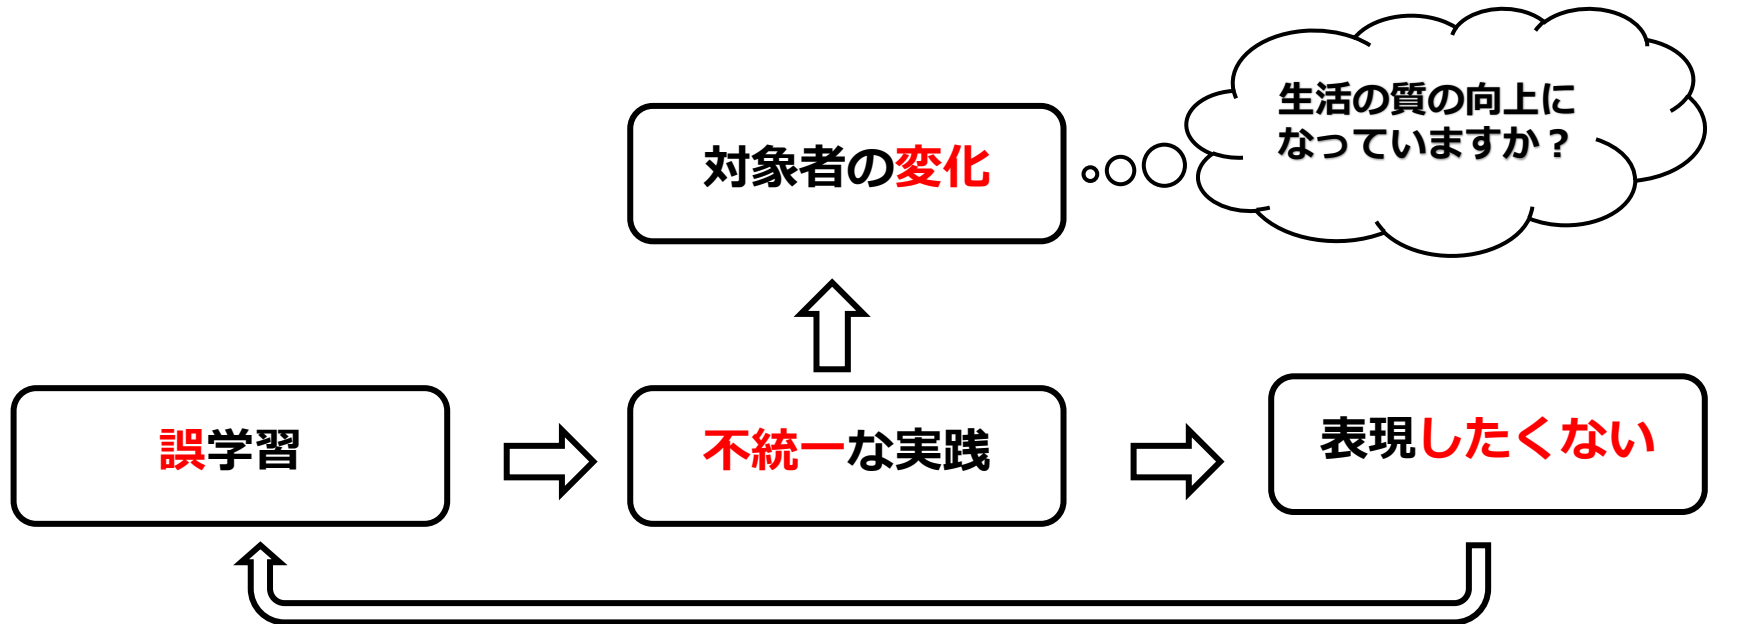 生活の質の向上に
なっていますか？
対象者の変化
誤学習
不統一な実践
表現したくない